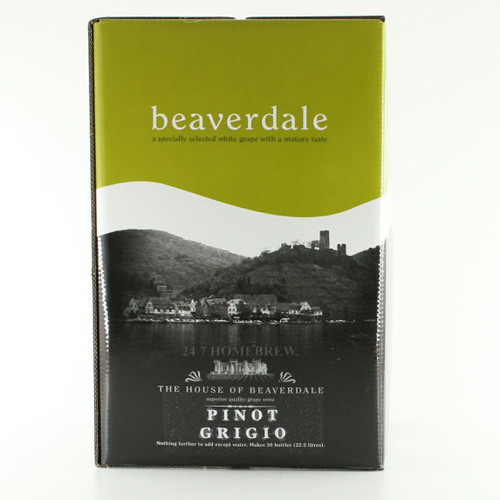 beaverdale
a specially selected white grape with a mature taste
24 7 HOMEBREW
THE HOUSE OF BEAVERDALE
superior quality grape wine
PINOT
GRIGIO
Nothing further to add except water. Makes 30 bottles (22.5 litres).